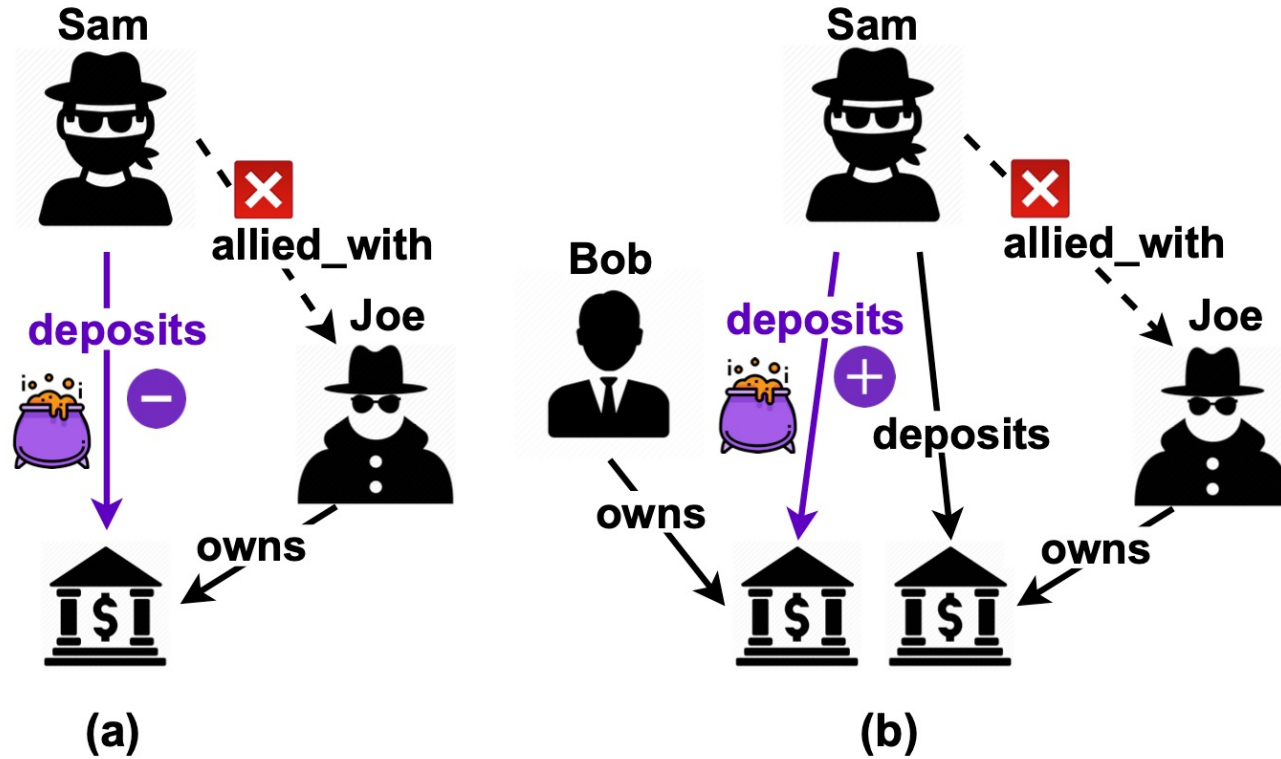 Sam
allied_with
deposits
Joe
owns
$
(a)
Sam
allied_with
Bob
deposits
Joe
deposits
owns
owns
$
$
(b)